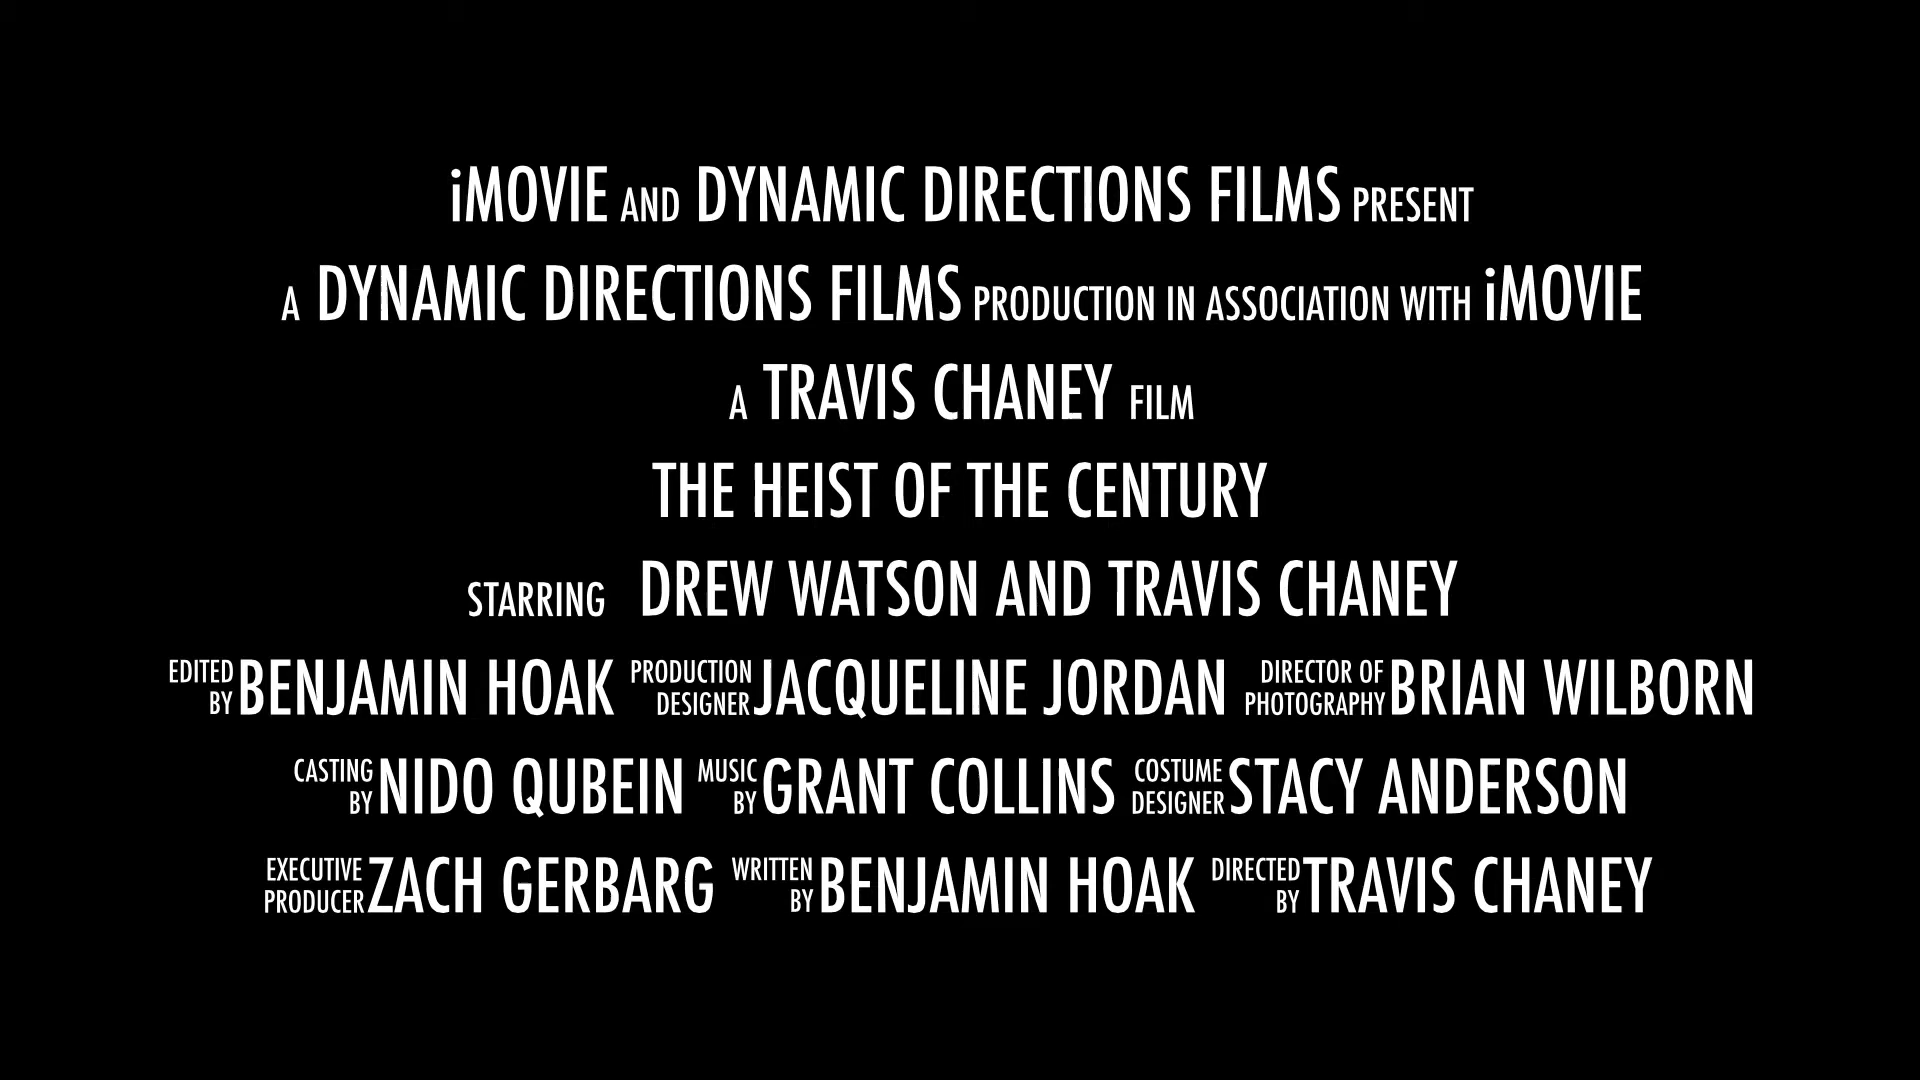 iMOVIE AND DYNAMIC DIRECTIONS FILMS PRESENT
A DYNAMIC DIRECTIONS FILMS PRODUCTION IN ASSOCIATION WITH iMOVIE
A TRAVIS CHANEY FILM
THE HEIST OF THE CENTURY
STARRING DREW WATSON AND TRAVIS CHANEY
EDITED BY BENJAMIN HOAK PRODUCTION DESIGNER JACQUELINE JORDAN DIRECTOR OF PHOTOGRAPHY BRIAN WILBORN
CASTING BY NIDO QUBEIN MUSIC BY GRANT COLLINS COSTUME DESIGNER STACY ANDERSON
EXECUTIVE PRODUCER ZACH GERBARG WRITTEN BY BENJAMIN HOAK DIRECTED BY TRAVIS CHANEY